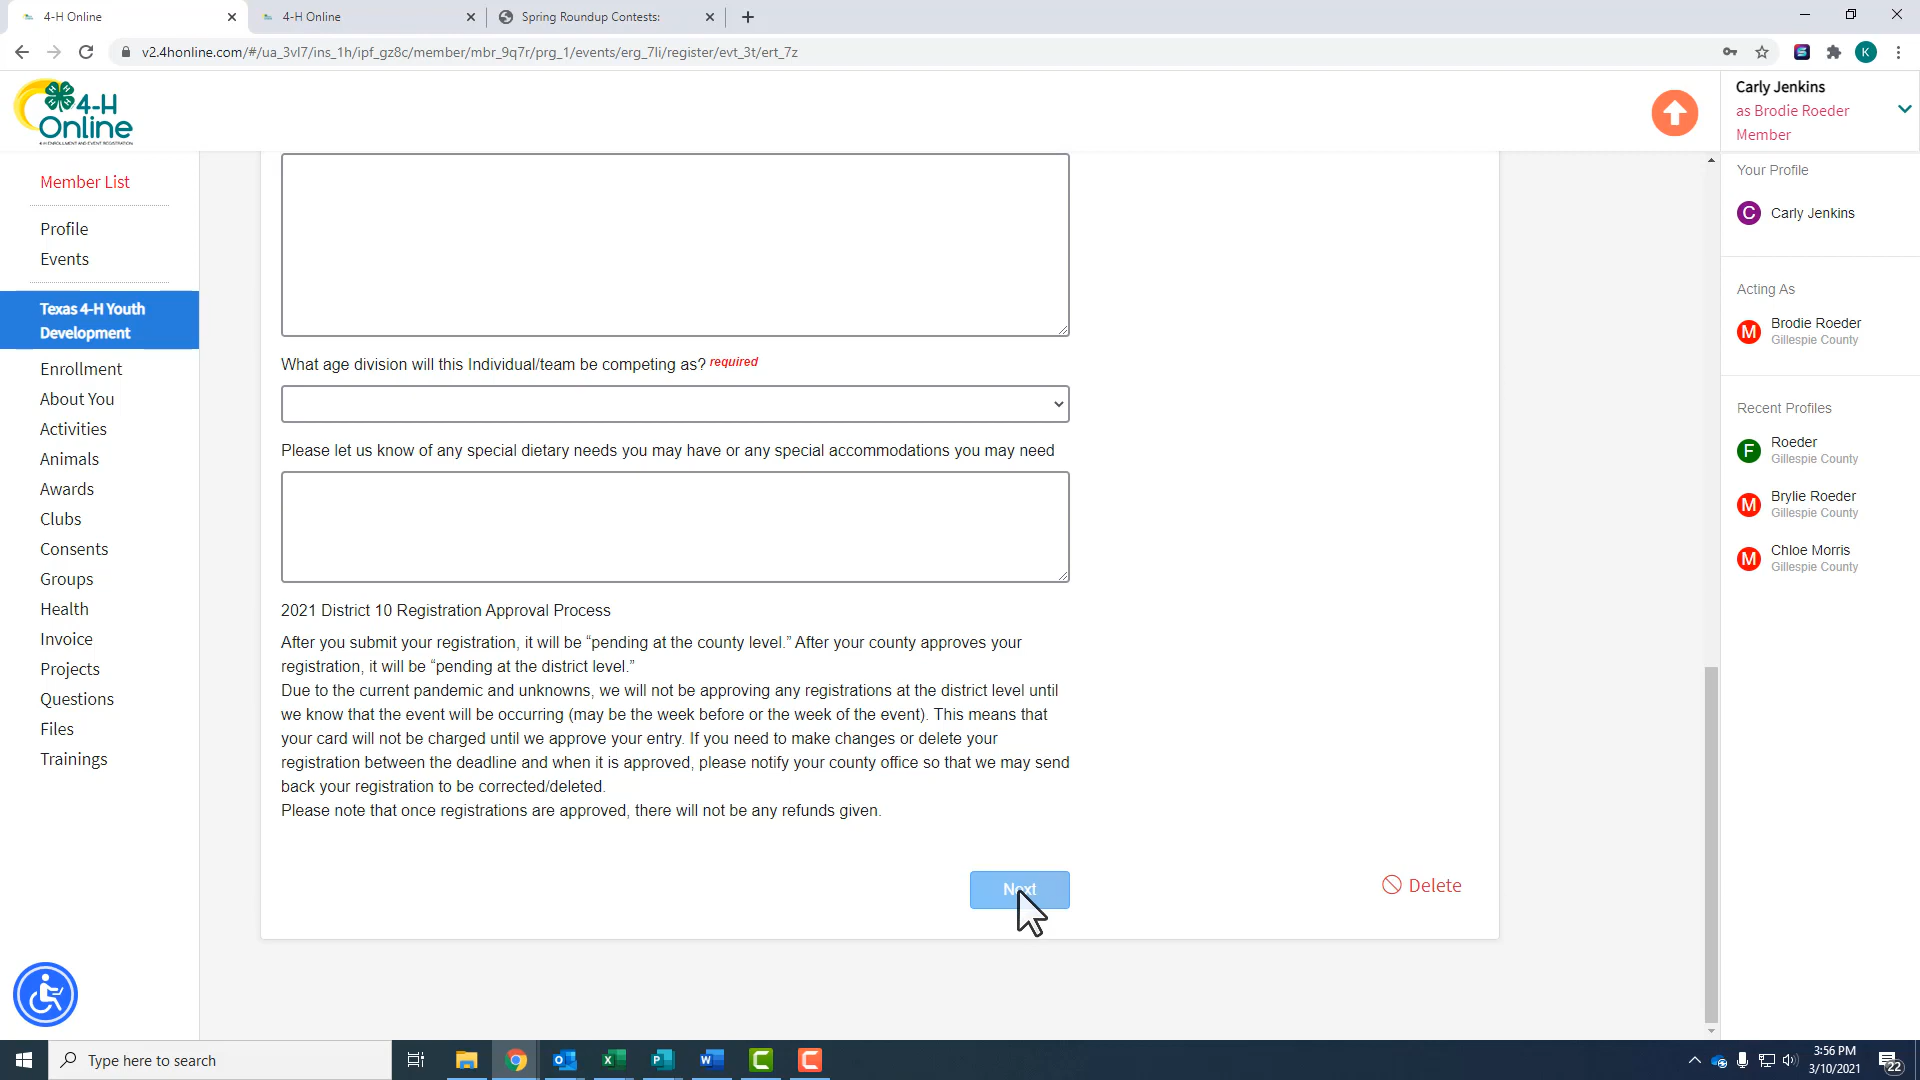 4-H Online
4-H Online
Spring Roundup Contests:
v2.4honline.com/#/ua_3vl7/ins_1h/ipf_gz8c/member/mbr_9q7r/prg_1/events/erg_7li/register/evt_3t/ert_7z
K
4-H
Online
4-H ENROLLMENT AND EVENT REGISTRATION
Carly Jenkins
as Brodie Roeder
Member
Member List
Profile
Events
Texas 4-H Youth
Development
Enrollment
About You
Activities
Animals
Awards
Clubs
Consents
Groups
Health
Invoice
Projects
Questions
Files
Trainings
What age division will this Individual/team be competing as? required
Please let us know of any special dietary needs you may have or any special accommodations you may need
2021 District 10 Registration Approval Process
After you submit your registration, it will be “pending at the county level.” After your county approves your
registration, it will be “pending at the district level.”
Due to the current pandemic and unknowns, we will not be approving any registrations at the district level until
we know that the event will be occurring (may be the week before or the week of the event). This means that
your card will not be charged until we approve your entry. If you need to make changes or delete your
registration between the deadline and when it is approved, please notify your county office so that we may send
back your registration to be corrected/deleted.
Please note that once registrations are approved, there will not be any refunds given.
Next
Delete
Your Profile
C
Carly Jenkins
Acting As
M
Brodie Roeder
Gillespie County
Recent Profiles
F
Roeder
Gillespie County
M
Brylie Roeder
Gillespie County
M
Chloe Morris
Gillespie County
Type here to search
3:56 PM
3/10/2021
22